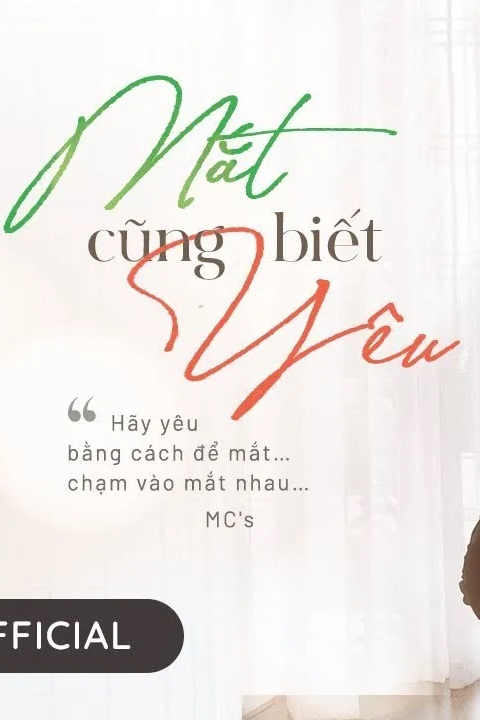 Mắt
cũng biết
Yêu
“ Hãy yêu
bằng cách để mắt...
chạm vào mắt nhau...
MC's
FFICIAL